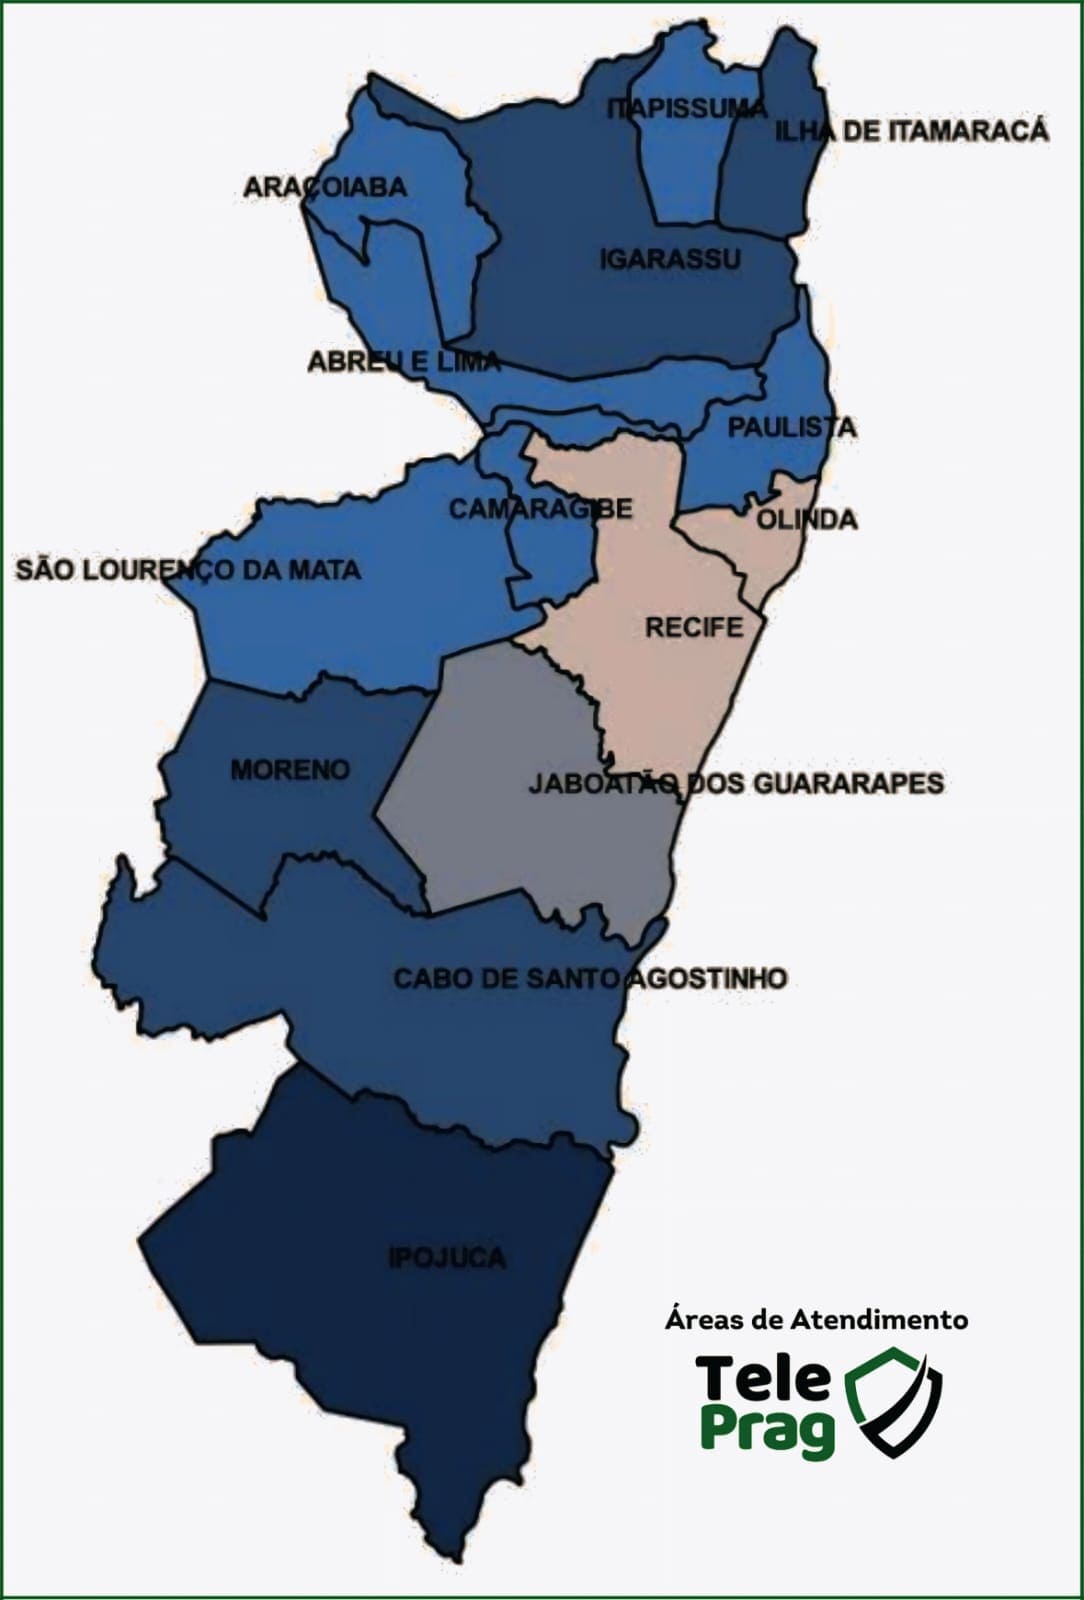 ITAPISSUMA
ILHA DE ITAMARACÁ
ARAÇOIABA
IGARASSU
ABREU E LIMA
PAULISTA
CAMARAGIBE
OLINDA
SÃO LOURENÇO DA MATA
RECIFE
MORENO
JABOATÃO DOS GUARARAPES
CABO DE SANTO AGOSTINHO
IPOJUCA
Áreas de Atendimento
Tele
Prag